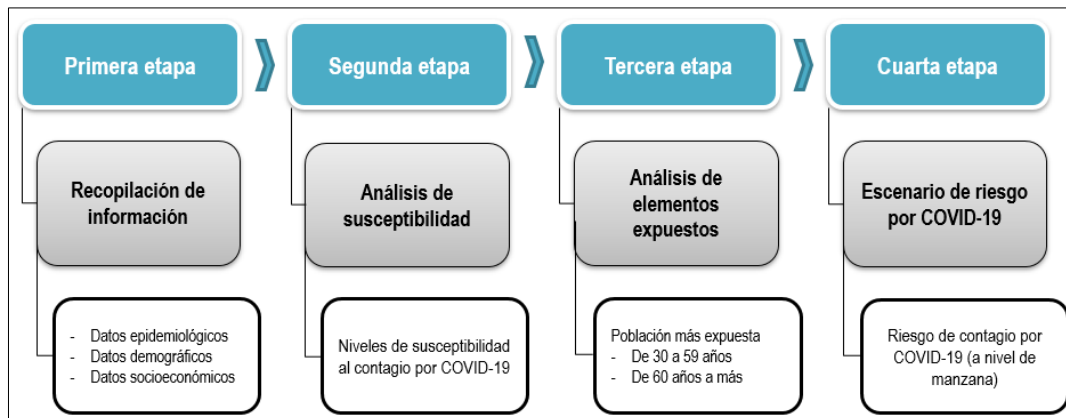 Primera etapa
Segunda etapa
Tercera etapa
Cuarta etapa
Recopilación de
información
Análisis de
susceptibilidad
Análisis de
elementos
expuestos
Escenario de riesgo
por COVID-19
- Datos epidemiológicos
- Datos demográficos
- Datos socioeconómicos
Niveles de susceptibilidad
al contagio por COVID-19
Población más expuesta
- De 30 a 59 años
- De 60 años a más
Riesgo de contagio por
COVID-19 (a nivel de
manzana)